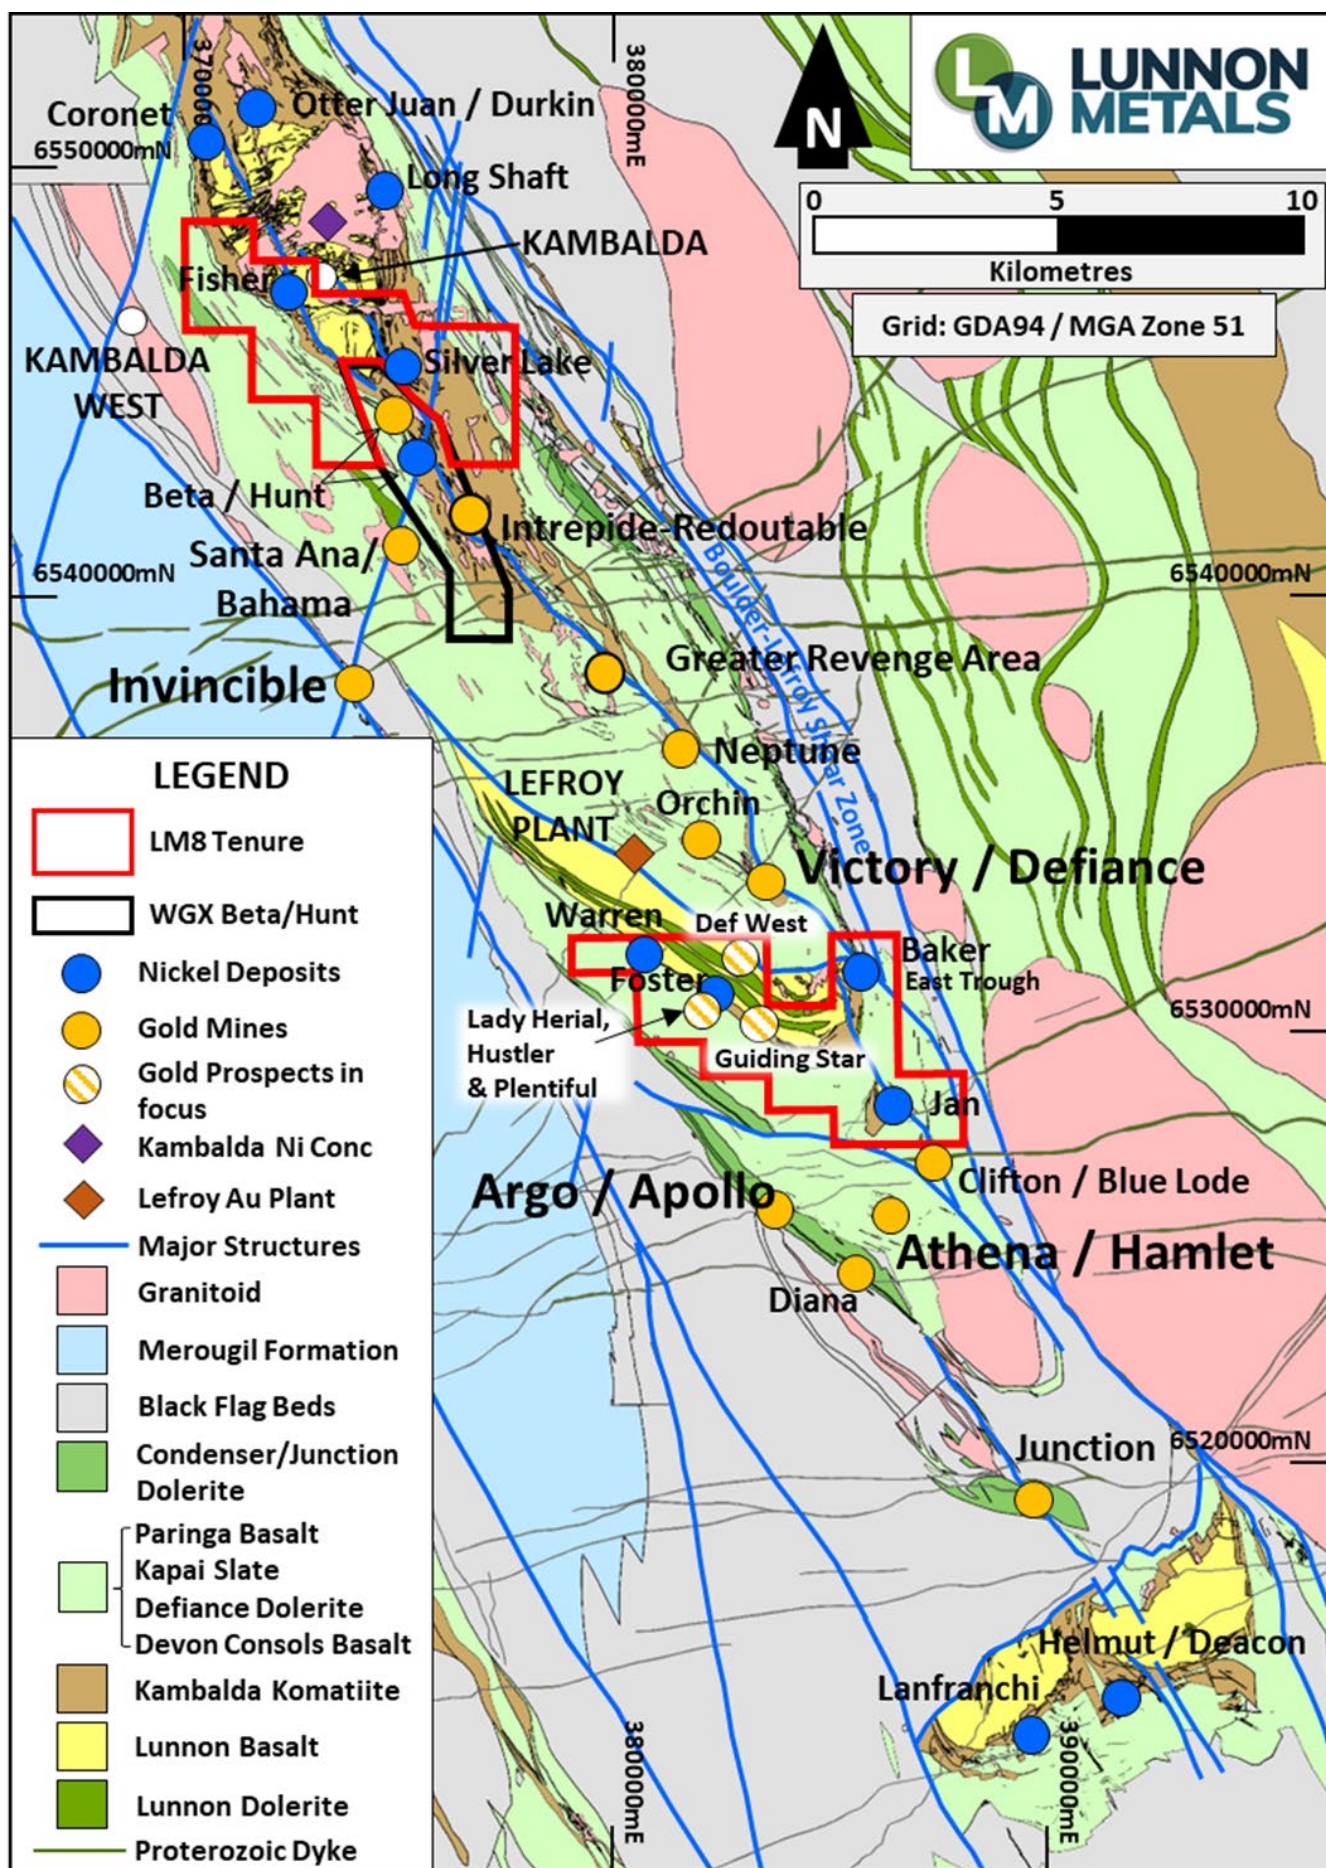 370000
380000mE
LUNNON
METALS
LM
N
Coronet
6550000mN
Otter Juan / Durkin
Long Shaft
0 5 10
Kilometres
Grid: GDA94 / MGA Zone 51
KAMBALDA
Fisher
KAMBALDA
WEST
Silver Lake
Beta / Hunt
Intrepide-Redoutable
Santa Ana/
Bahama
6540000mN
6540000mN
Boulder-Lefroy Shear Zone
Greater Revenge Area
Invincible
Neptune
LEFROY
PLANT
Orchin
Victory / Defiance
Warren
Def West
Baker
East Trough
Foster
6530000mN
Lady Herial,
Hustler
& Plentiful
Guiding Star
Jan
Argo / Apollo
Clifton / Blue Lode
Athena / Hamlet
Diana
Junction
6520000mN
Helmut / Deacon
Lanfranchi
380000mE
390000mE
LEGEND
LM8 Tenure
WGX Beta/Hunt
Nickel Deposits
Gold Mines
Gold Prospects in
focus
Kambalda Ni Conc
Lefroy Au Plant
Major Structures
Granitoid
Merougil Formation
Black Flag Beds
Condenser/Junction
Dolerite
Paringa Basalt
Kapai Slate
Defiance Dolerite
Devon Consols Basalt
Kambalda Komatiite
Lunnon Basalt
Lunnon Dolerite
Proterozoic Dyke